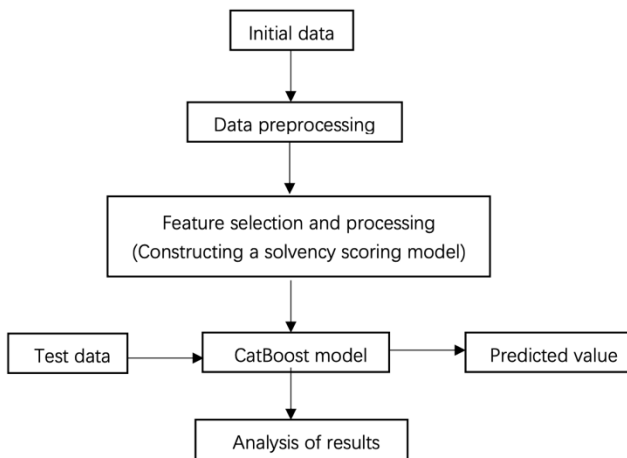 Initial data
Data preprocessing
Feature selection and processing
(Constructing a solvency scoring model)
Test data
CatBoost model
Predicted value
Analysis of results